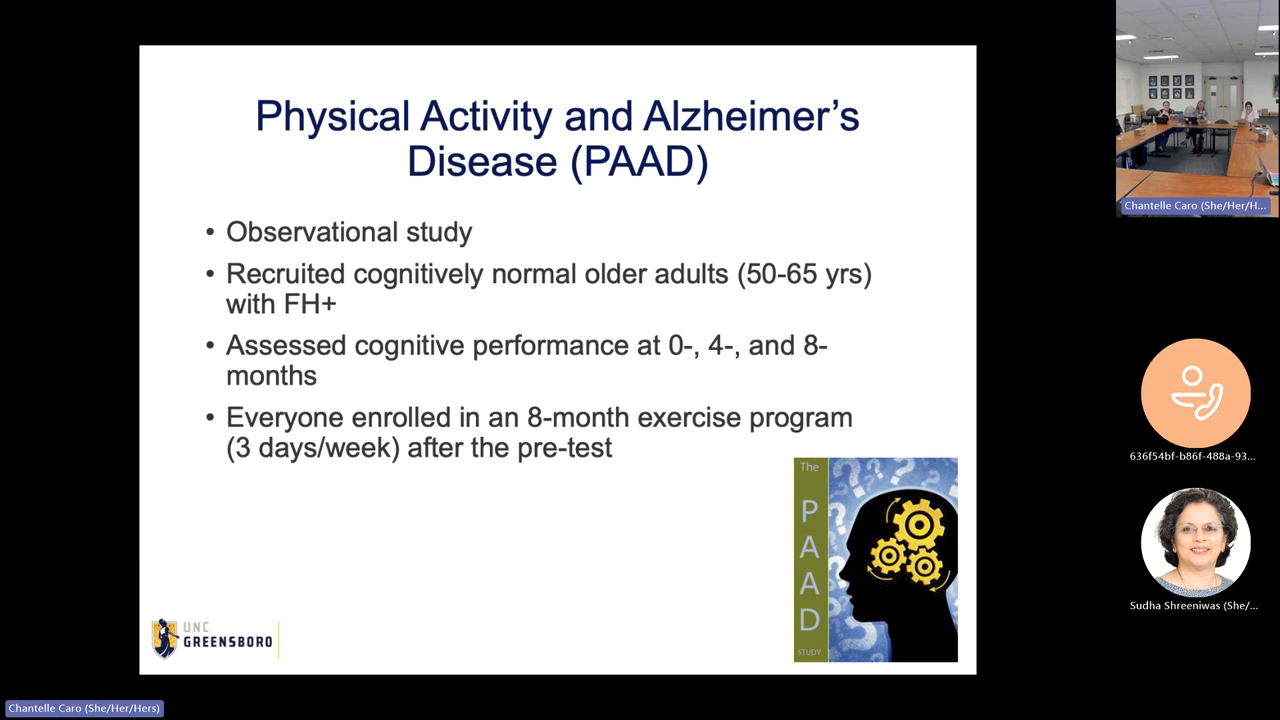 Physical Activity and Alzheimer’s
Disease (PAAD)
• Observational study
• Recruited cognitively normal older adults (50-65 yrs)
with FH+
• Assessed cognitive performance at 0-, 4-, and 8-
months
• Everyone enrolled in an 8-month exercise program
(3 days/week) after the pre-test
The
P
A
A
D
STUDY
UNC
GREENSBORO
Chantelle Caro (She/Her/H...
636f54bf-b86f-488a-93...
Sudha Shreeniwas (She/...
Chantelle Caro (She/Her/Hers)